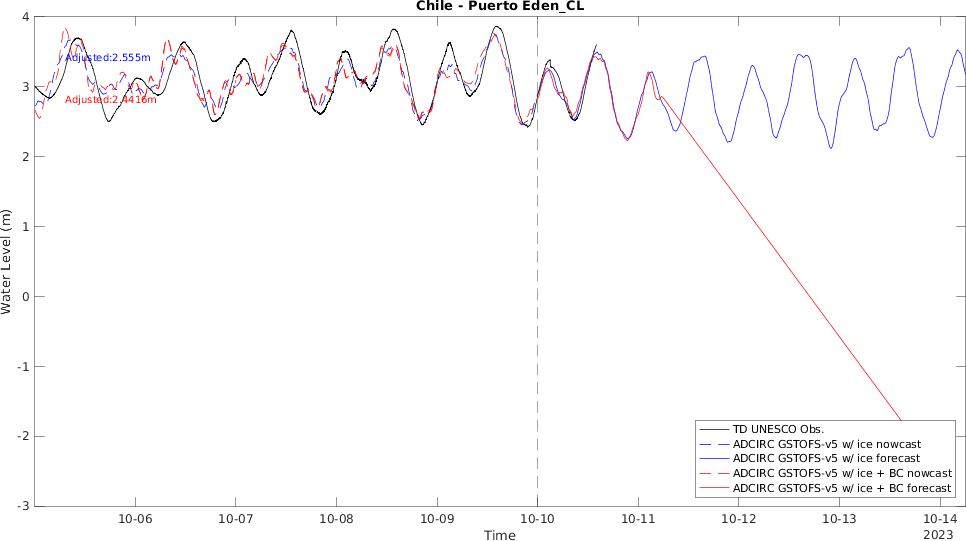 Chile - Puerto Eden_CL
4
3
2
1
0
-1
-2
-3
Water Level (m)
Adjusted:2.555m
Adjusted:2.4416m
TD UNESCO Obs.
ADCIRC GSTOFS-v5 w/ ice nowcast
ADCIRC GSTOFS-v5 w/ ice forecast
ADCIRC GSTOFS-v5 w/ ice + BC nowcast
ADCIRC GSTOFS-v5 w/ ice + BC forecast
10-06 10-07 10-08 10-09 10-10 10-11 10-12 10-13 10-14
2023
Time